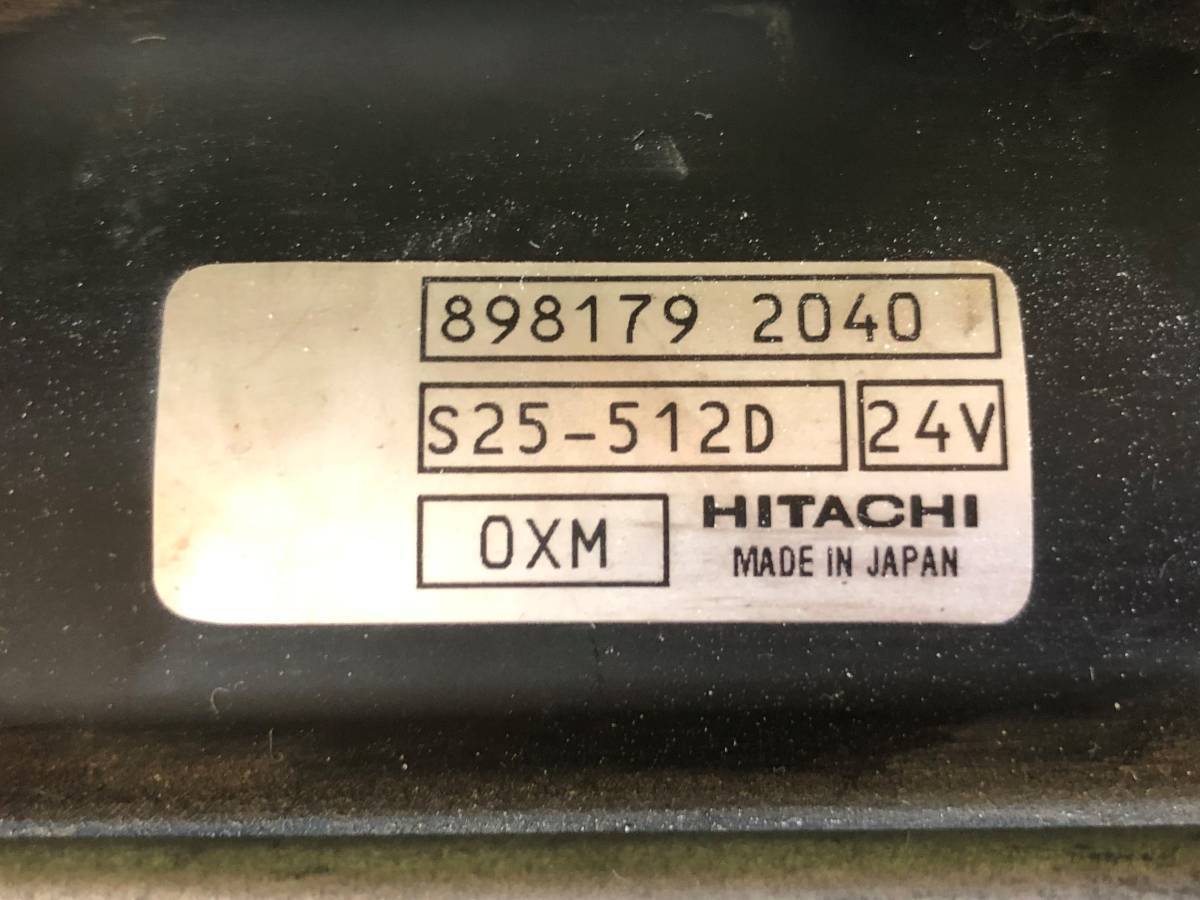 898179 2040
S25-512D 24V
0XM HITACHI
MADE IN JAPAN